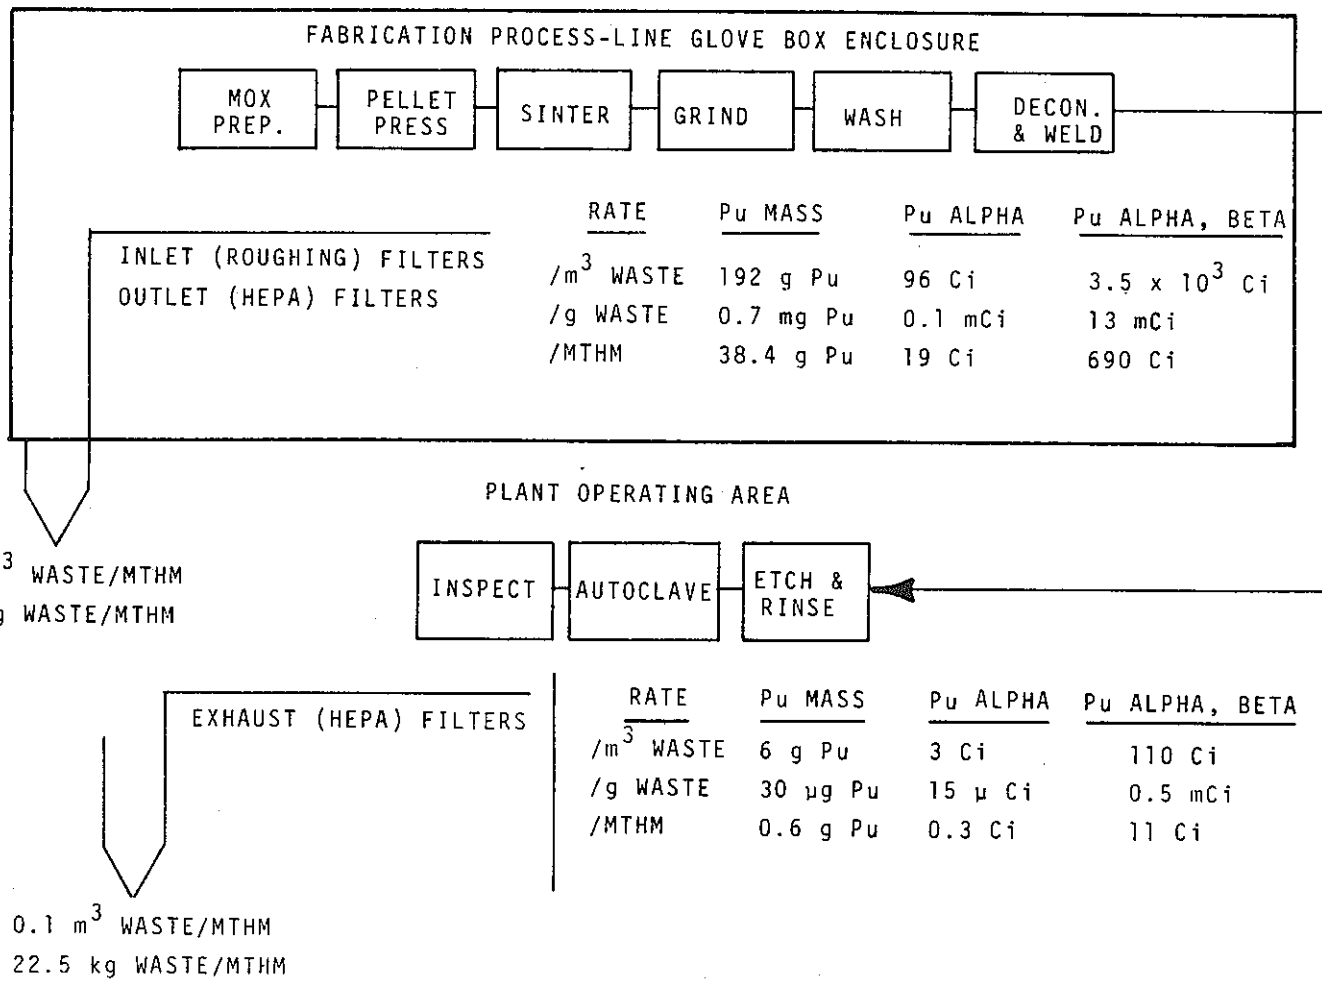 FABRICATION PROCESS-LINE GLOVE BOX ENCLOSURE
MOX PREP.
PELLET PRESS
SINTER
GRIND
WASH
DECON. & WELD
RATE Pu MASS Pu ALPHA Pu ALPHA, BETA
INLET (ROUGHING) FILTERS
OUTLET (HEPA) FILTERS
/m³ WASTE 192 g Pu 96 Ci 3.5 x 10³ Ci
/g WASTE 0.7 mg Pu 0.1 mCi 13 mCi
/MTHM 38.4 g Pu 19 Ci 690 Ci
PLANT OPERATING AREA
³ WASTE/MTHM
g WASTE/MTHM
INSPECT
AUTOCLAVE
ETCH & RINSE
RATE Pu MASS Pu ALPHA Pu ALPHA, BETA
EXHAUST (HEPA) FILTERS
/m³ WASTE 6 g Pu 3 Ci 110 Ci
/g WASTE 30 µg Pu 15 µ Ci 0.5 mCi
/MTHM 0.6 g Pu 0.3 Ci 11 Ci
0.1 m³ WASTE/MTHM
22.5 kg WASTE/MTHM